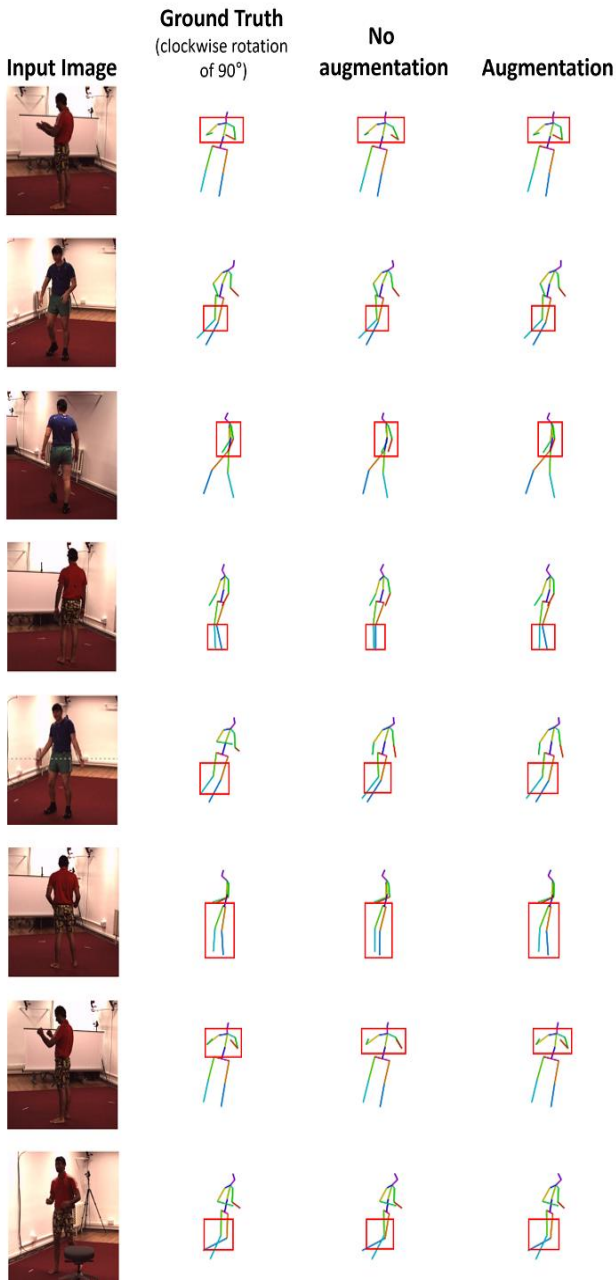 Input Image
Ground Truth
(clockwise rotation
of 90°)
No
augmentation
Augmentation